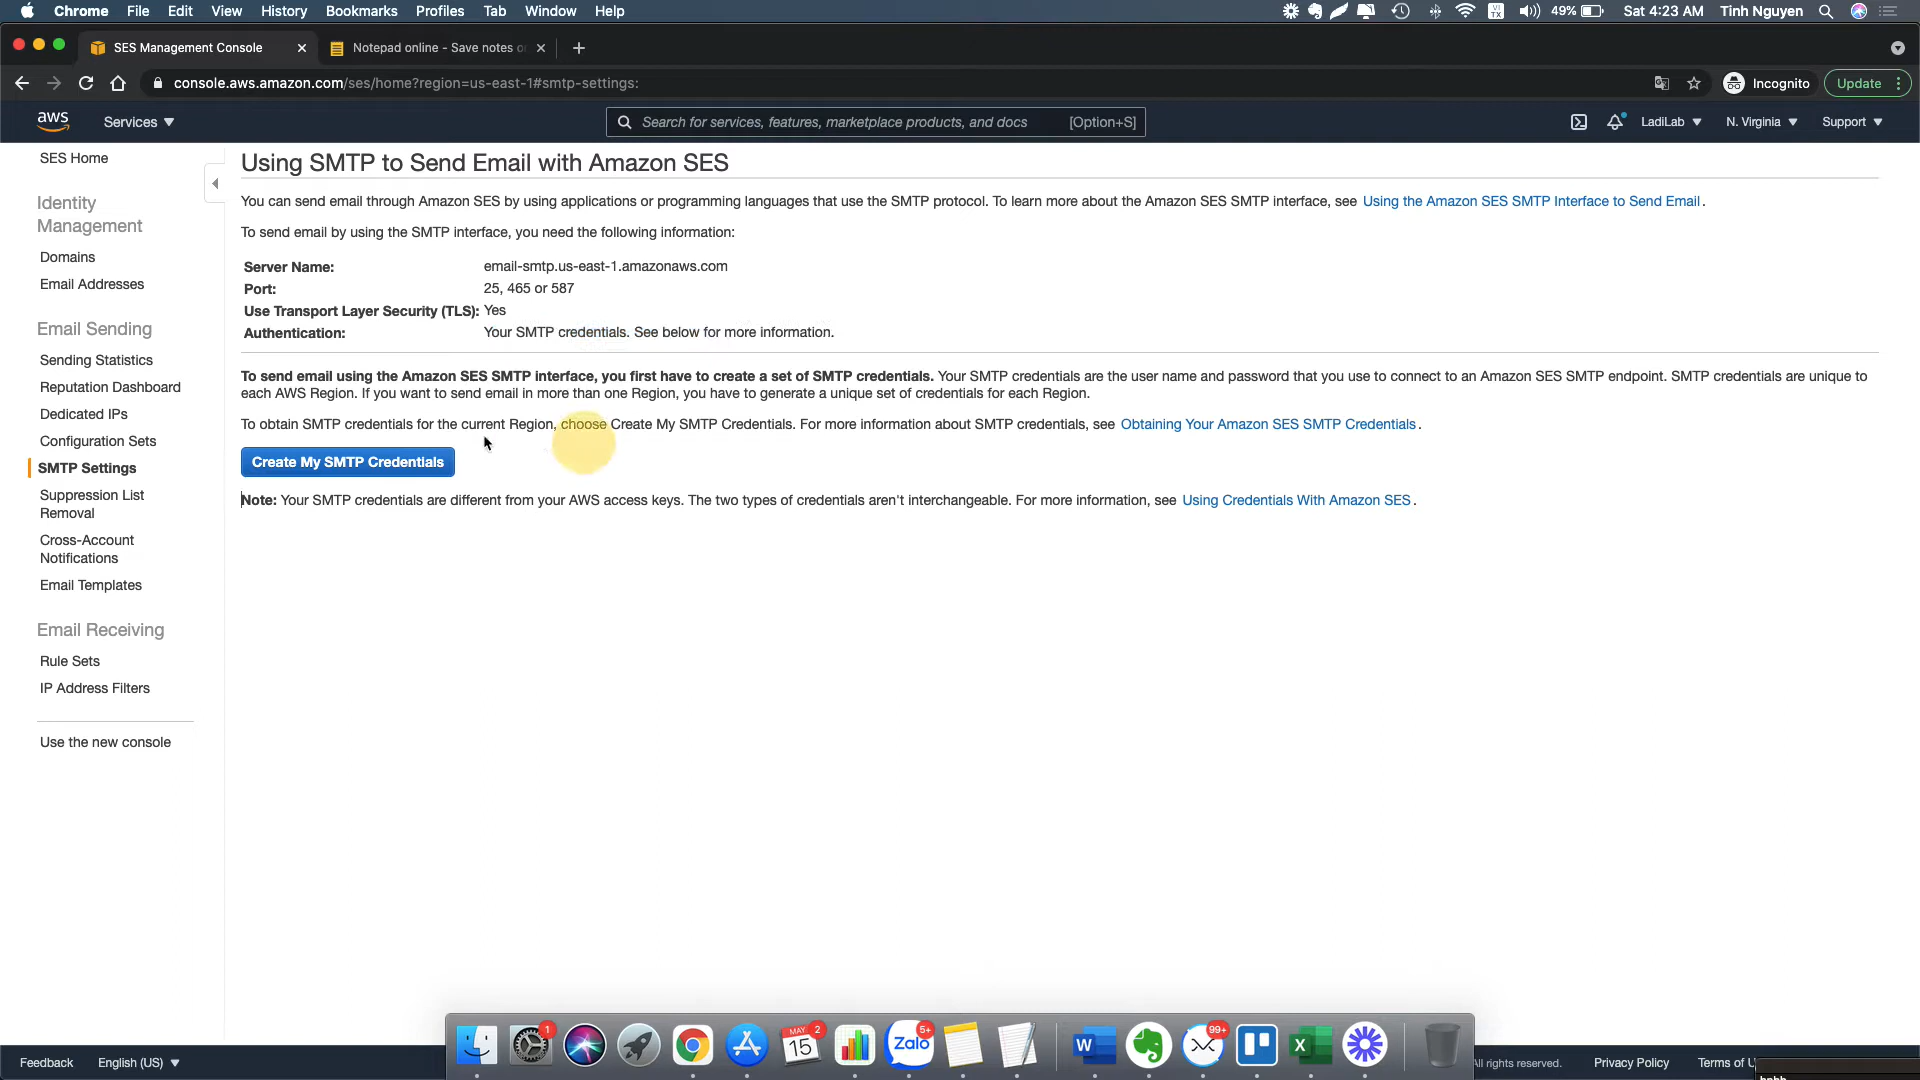 Chrome File Edit View History Bookmarks Profiles Tab Window Help
VI
TX
49% Sat 4:23 AM Tinh Nguyen
SES Management Console
Notepad online - Save notes
console.aws.amazon.com/ses/home?region=us-east-1#smtp-settings:
Incognito
Update
aws
Services
Search for services, features, marketplace products, and docs [Option+S]
LadiLab
N. Virginia
Support
SES Home
Identity
Management
Domains
Email Addresses
Email Sending
Sending Statistics
Reputation Dashboard
Dedicated IPs
Configuration Sets
SMTP Settings
Suppression List
Removal
Cross-Account
Notifications
Email Templates
Email Receiving
Rule Sets
IP Address Filters
Use the new console
Using SMTP to Send Email with Amazon SES
You can send email through Amazon SES by using applications or programming languages that use the SMTP protocol. To learn more about the Amazon SES SMTP interface, see Using the Amazon SES SMTP Interface to Send Email.
To send email by using the SMTP interface, you need the following information:
Server Name: email-smtp.us-east-1.amazonaws.com
Port: 25, 465 or 587
Use Transport Layer Security (TLS): Yes
Authentication: Your SMTP credentials. See below for more information.
To send email using the Amazon SES SMTP interface, you first have to create a set of SMTP credentials. Your SMTP credentials are the user name and password that you use to connect to an Amazon SES SMTP endpoint. SMTP credentials are unique to
each AWS Region. If you want to send email in more than one Region, you have to generate a unique set of credentials for each Region.
To obtain SMTP credentials for the current Region, choose Create My SMTP Credentials. For more information about SMTP credentials, see Obtaining Your Amazon SES SMTP Credentials.
Create My SMTP Credentials
Note: Your SMTP credentials are different from your AWS access keys. The two types of credentials aren't interchangeable. For more information, see Using Credentials With Amazon SES.
1
MAY
2
15
Zalo
5+
W
99+
X
Feedback
English (US)
All rights reserved.
Privacy Policy
Terms of